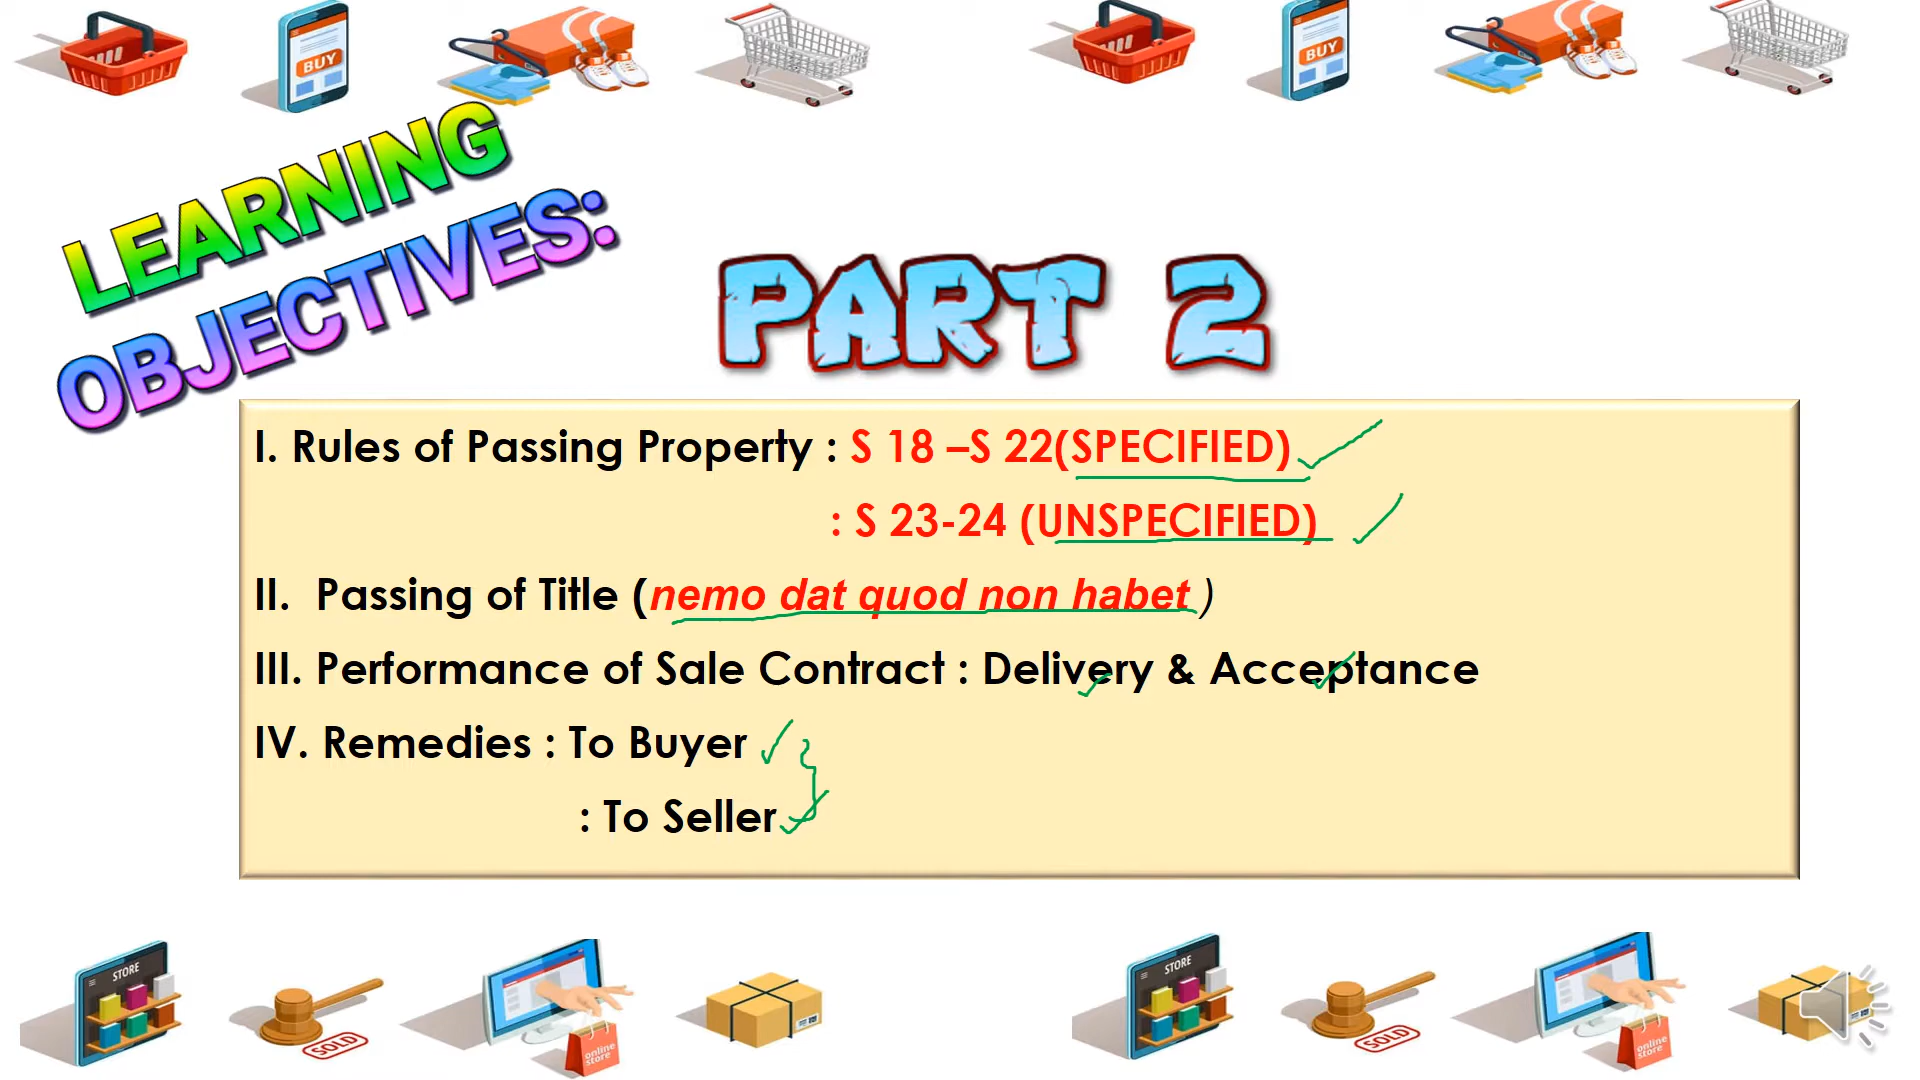 BUY
BUY
LEARNING
OBJECTIVES:
PART 2
I. Rules of Passing Property : S 18 –S 22(SPECIFIED)
: S 23-24 (UNSPECIFIED)
II. Passing of Title (nemo dat quod non habet )
III. Performance of Sale Contract : Delivery & Acceptance
IV. Remedies : To Buyer
: To Seller
STORE
SOLD
online
store
STORE
SOLD
online
store